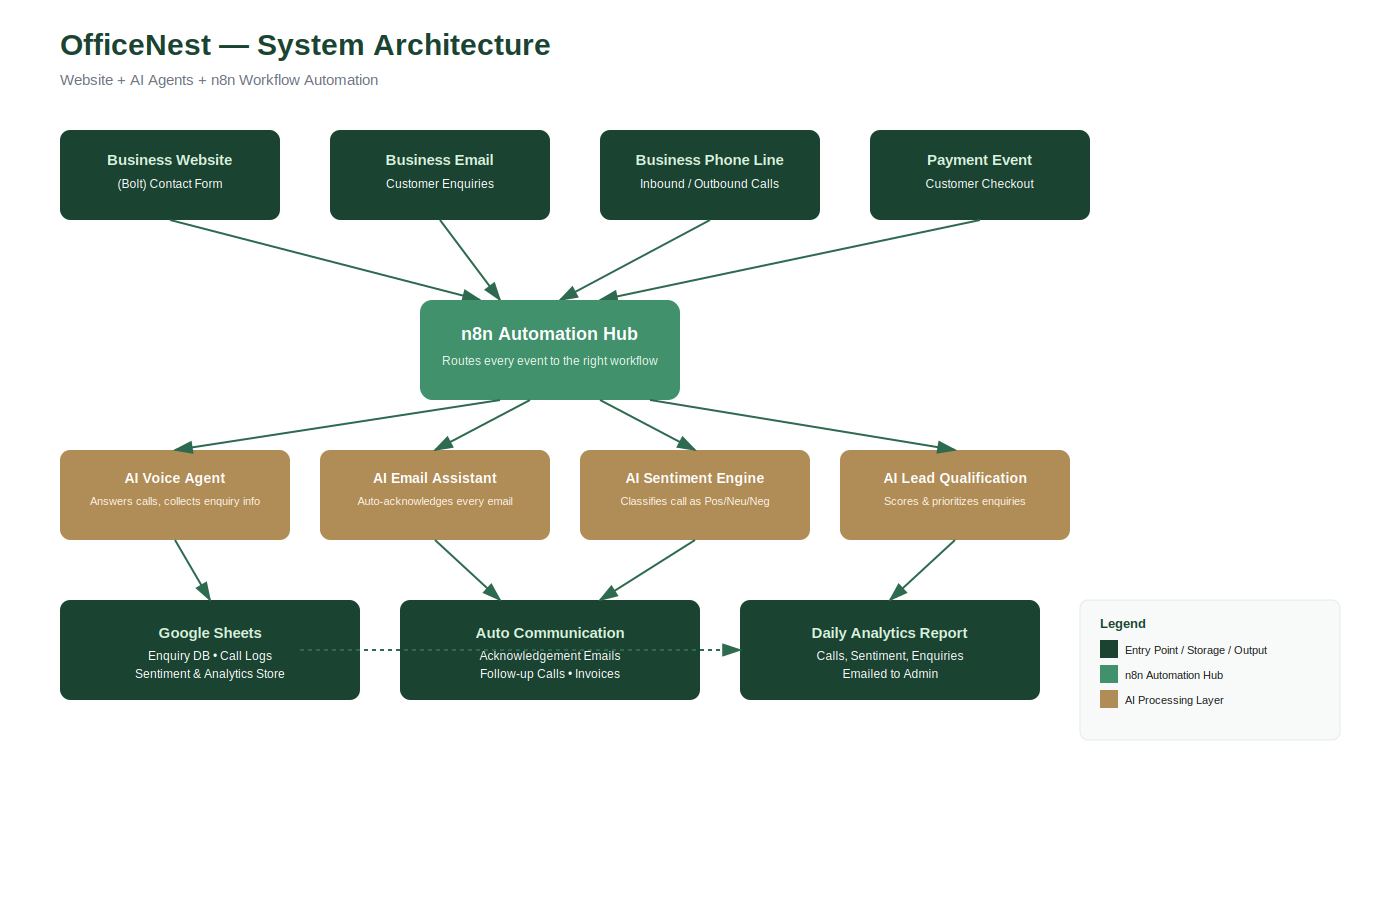 OfficeNest — System Architecture
Website + AI Agents + n8n Workflow Automation
Business Website
(Bolt) Contact Form
Business Email
Customer Enquiries
Business Phone Line
Inbound / Outbound Calls
Payment Event
Customer Checkout
n8n Automation Hub
Routes every event to the right workflow
AI Voice Agent
Answers calls, collects enquiry info
AI Email Assistant
Auto-acknowledges every email
AI Sentiment Engine
Classifies call as Pos/Neu/Neg
AI Lead Qualification
Scores & prioritizes enquiries
Google Sheets
Enquiry DB • Call Logs
Sentiment & Analytics Store
Auto Communication
Acknowledgement Emails
Follow-up Calls • Invoices
Daily Analytics Report
Calls, Sentiment, Enquiries
Emailed to Admin
Legend
Entry Point / Storage / Output
n8n Automation Hub
AI Processing Layer